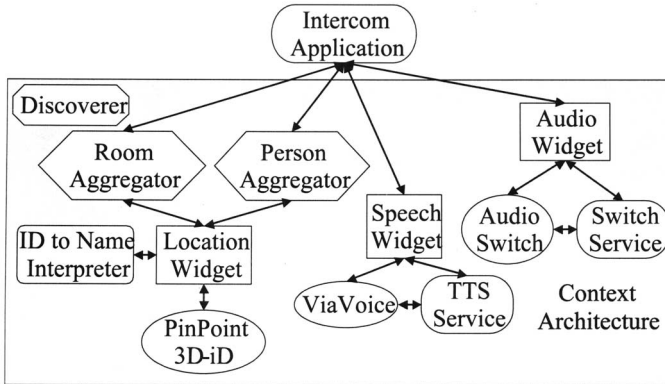 Intercom
Application
Discoverer
Room
Aggregator
Person
Aggregator
Audio
Widget
ID to Name
Interpreter
Location
Widget
Speech
Widget
Audio
Switch
Switch
Service
PinPoint
3D-iD
ViaVoice
TTS
Service
Context
Architecture